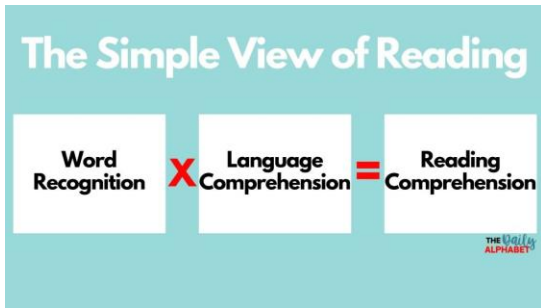 The Simple View of Reading
Word
Recognition
X
Language
Comprehension
=
Reading
Comprehension
THE Daily
ALPHABET